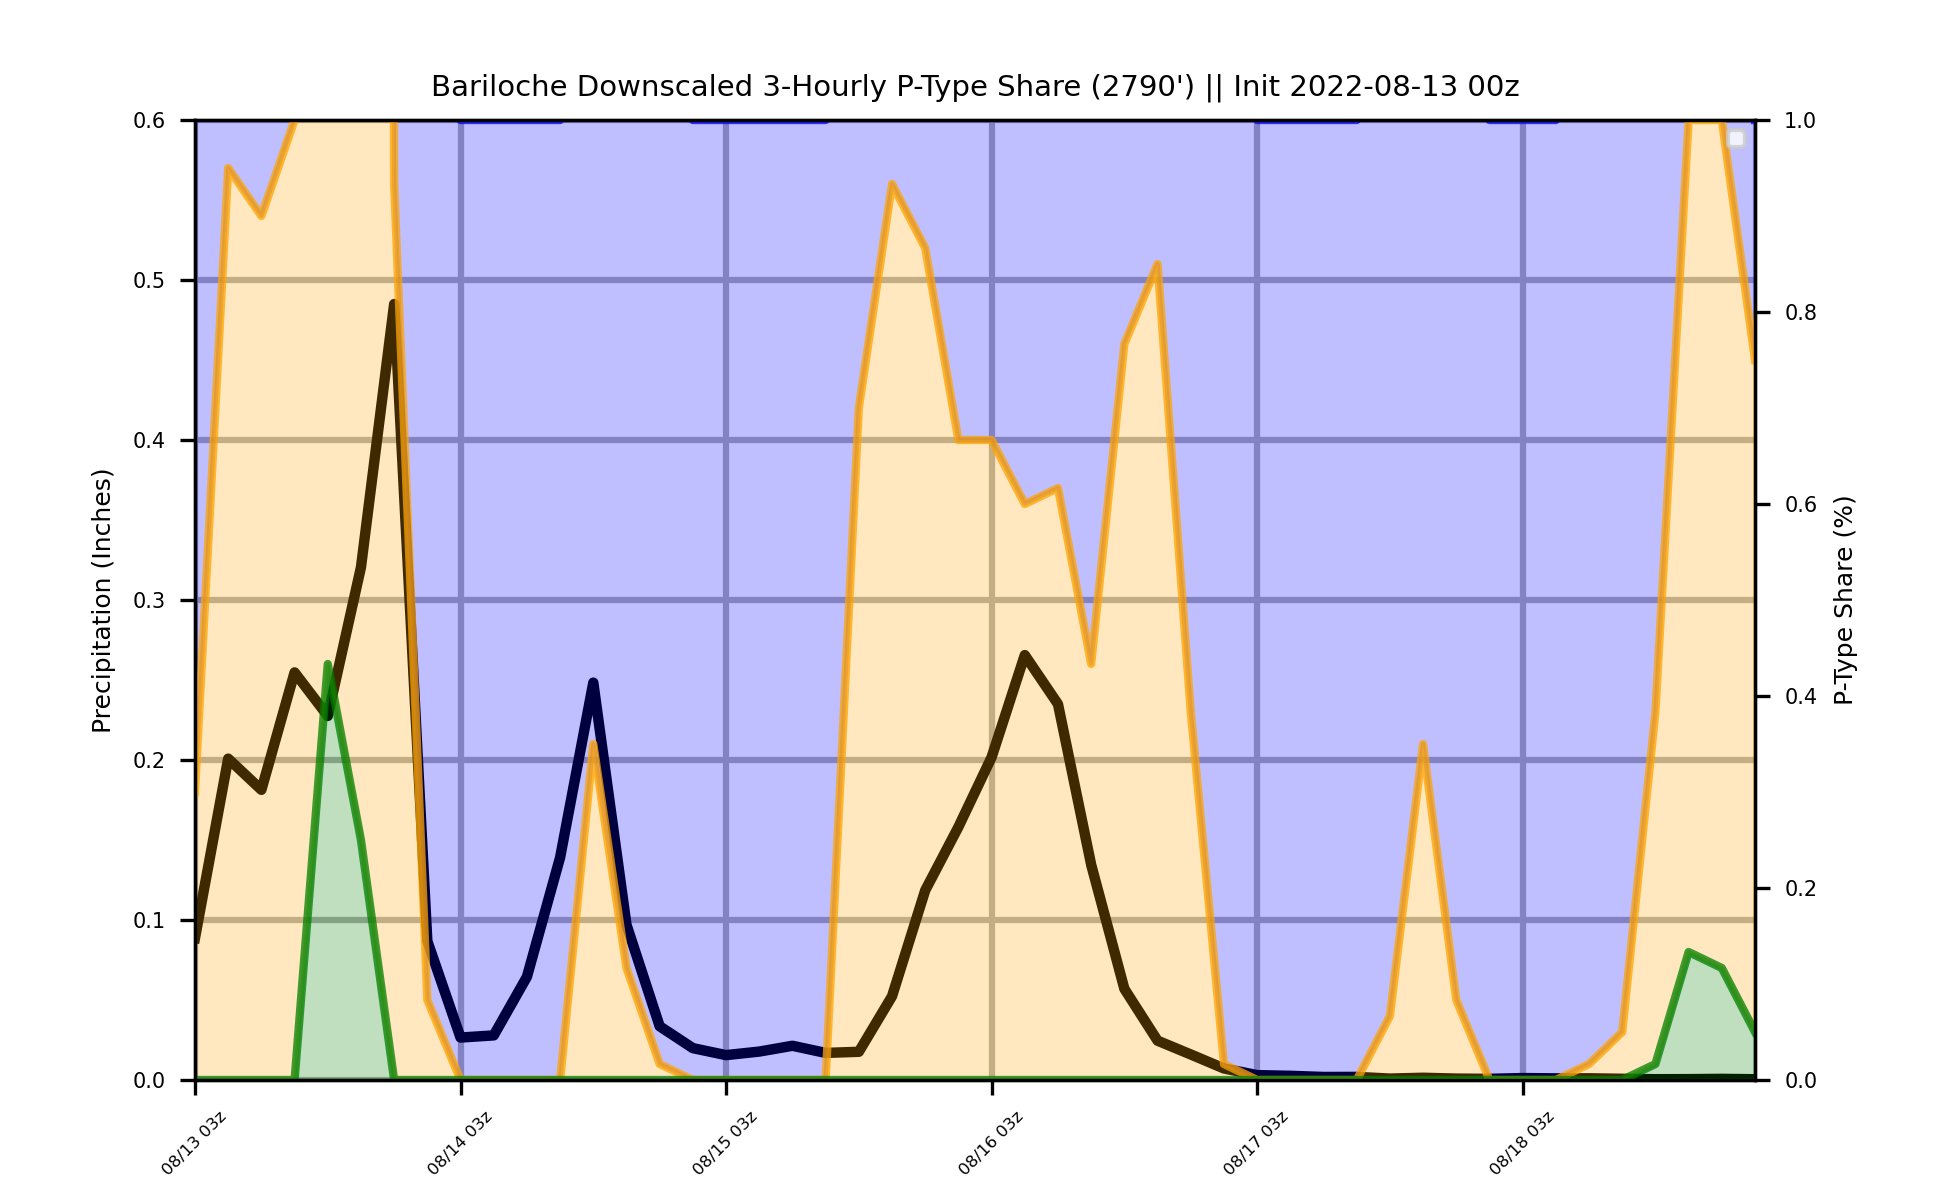 Bariloche Downscaled 3-Hourly P-Type Share (2790') || Init 2022-08-13 00z
Precipitation (Inches)
0.6
0.5
0.4
0.3
0.2
0.1
0.0
1.0
0.8
0.6
0.4
0.2
0.0
P-Type Share (%)
08/13 03z
08/14 03z
08/15 03z
08/16 03z
08/17 03z
08/18 03z